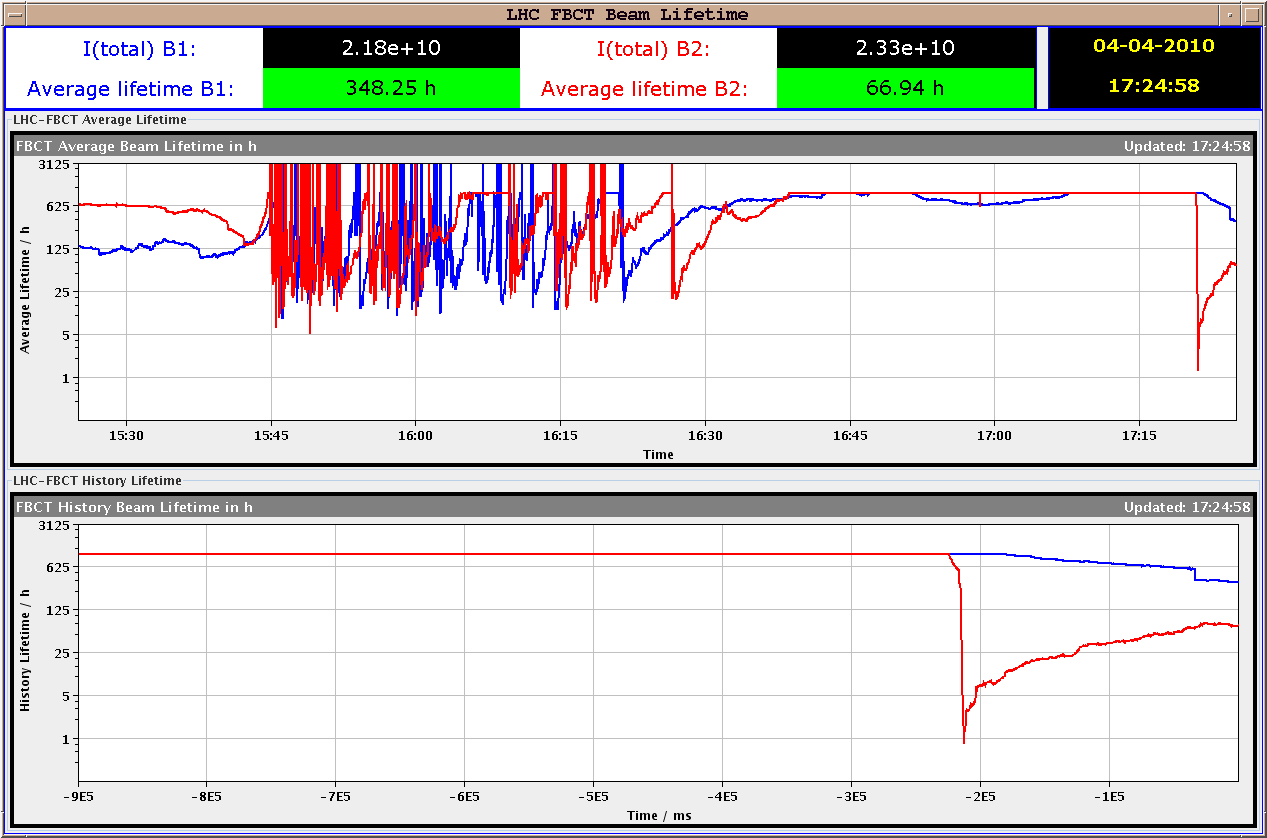 LHC FBCT Beam Lifetime
I(total) B1: 2.18e+10 I(total) B2: 2.33e+10 04-04-2010
Average lifetime B1: 348.25 h Average lifetime B2: 66.94 h 17:24:58
LHC-FBCT Average Lifetime
FBCT Average Beam Lifetime in h Updated: 17:24:58
3125
625
125
25
5
1
Average Lifetime / h
15:30 15:45 16:00 16:15 16:30 16:45 17:00 17:15
Time
LHC-FBCT History Lifetime
FBCT History Beam Lifetime in h Updated: 17:24:58
3125
625
125
25
5
1
History Lifetime / h
-9E5 -8E5 -7E5 -6E5 -5E5 -4E5 -3E5 -2E5 -1E5
Time / ms